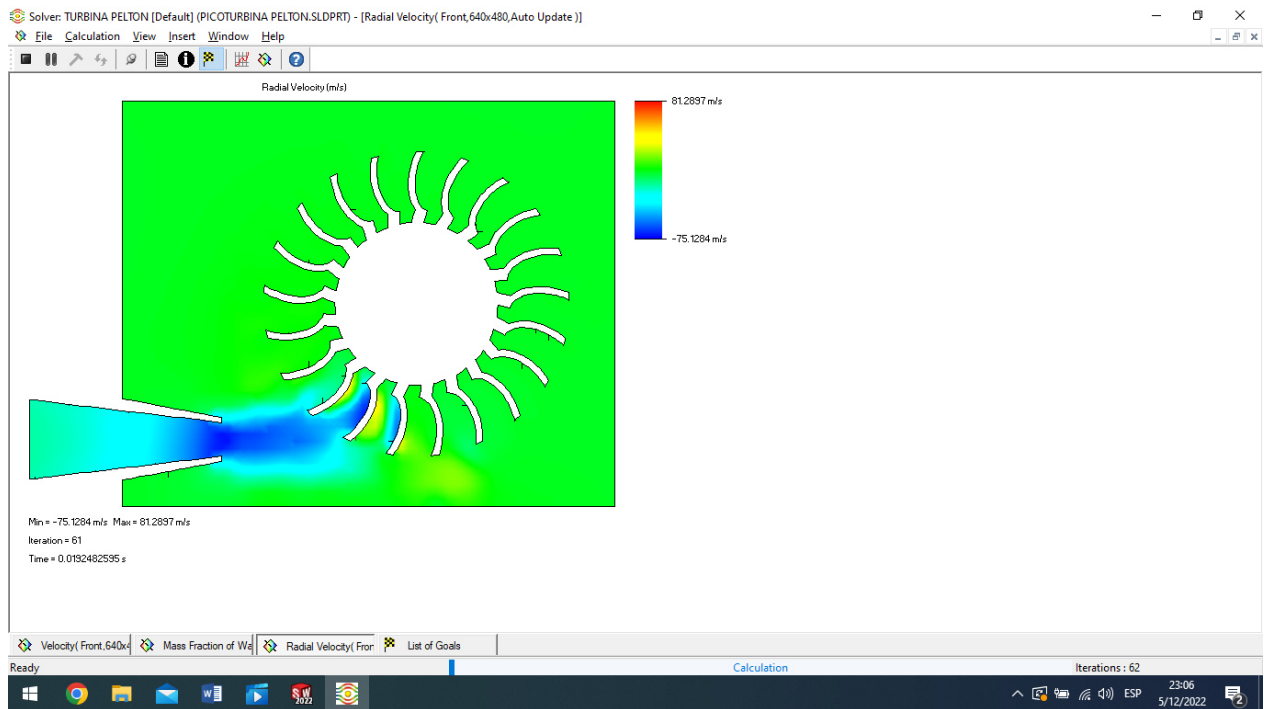 Solver: TURBINA PELTON [Default] (PICOTURBINA PELTON.SLDPRT) - [Radial Velocity( Front,640x480,Auto Update )]
File Calculation View Insert Window Help
Radial Velocity (m/s)
81.2897 m/s
-75.1284 m/s
Min = -75.1284 m/s Max = 81.2897 m/s
Iteration = 61
Time = 0.0192482595 s
Velocity( Front,640x4 Mass Fraction of Wa Radial Velocity( Fron List of Goals
Ready Calculation Iterations : 62
W SW 2022 ESP 23:06
5/12/2022 2